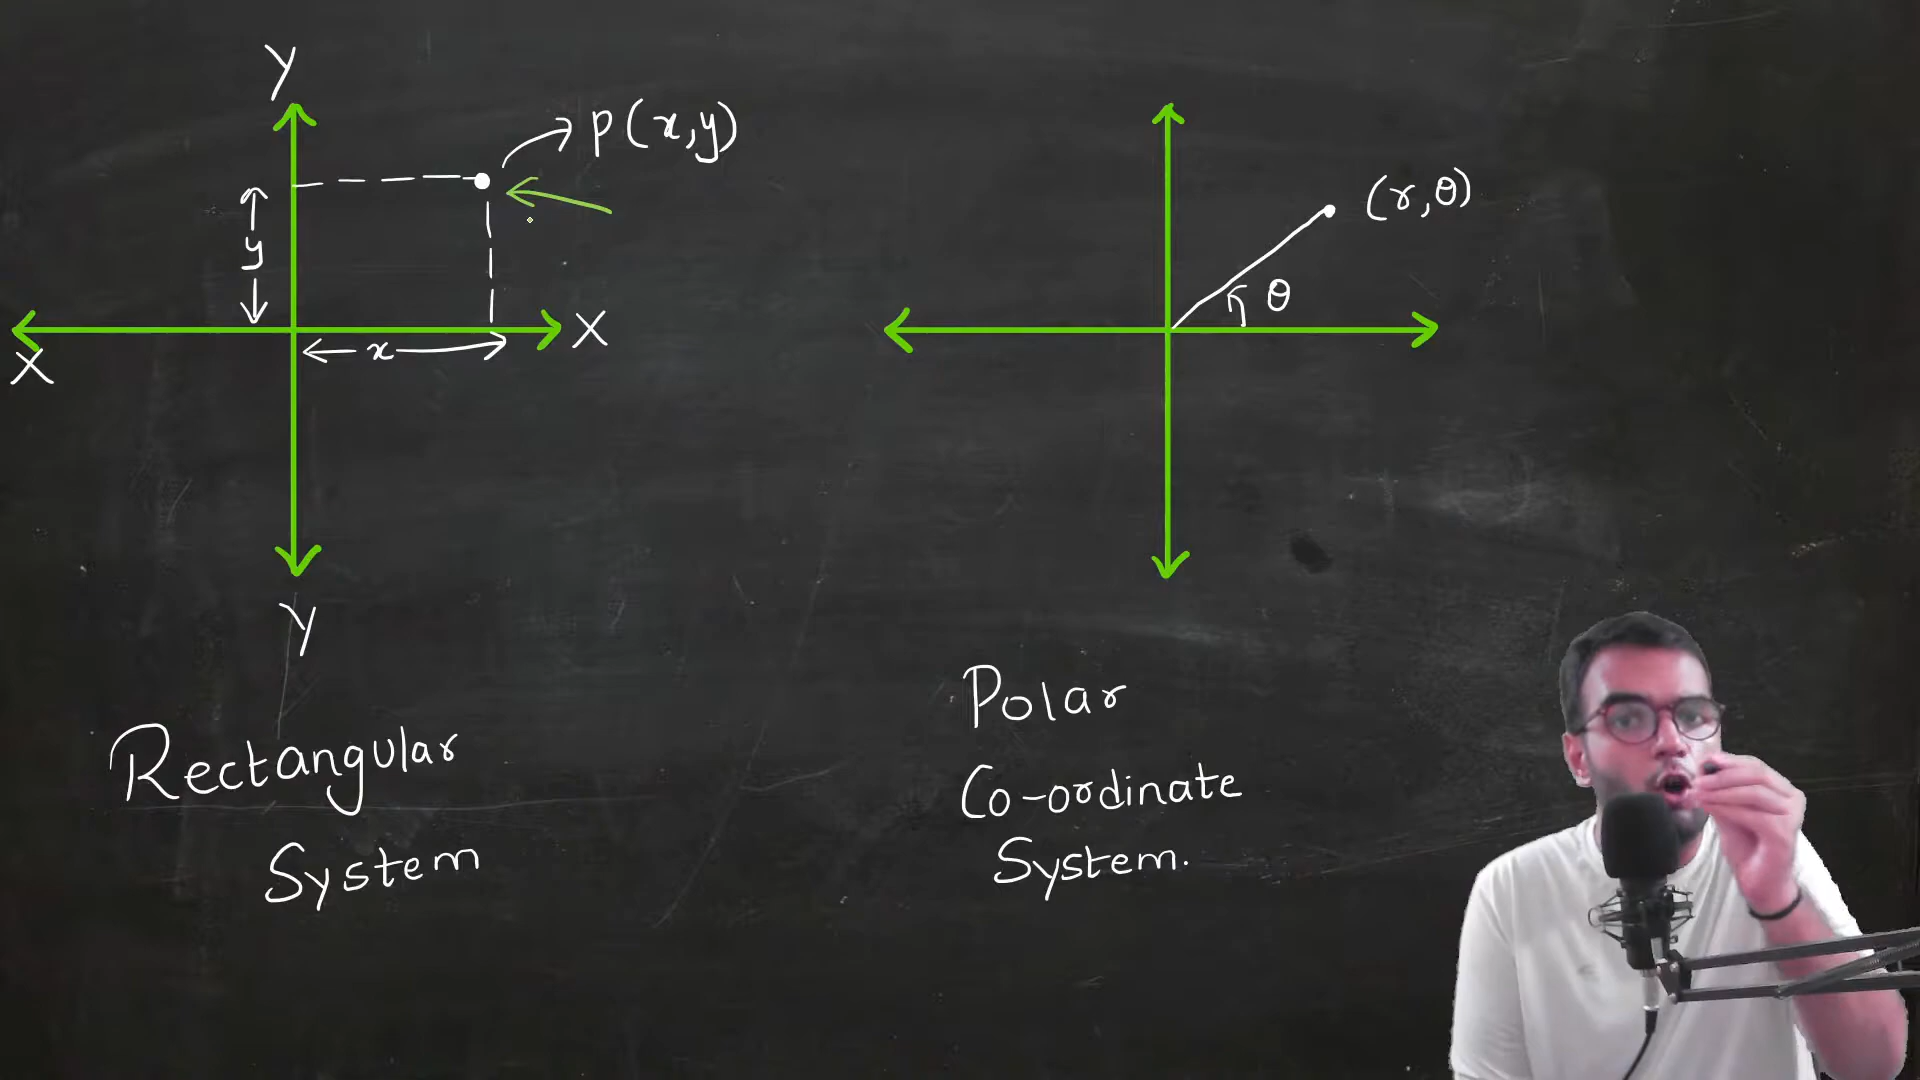 Y
P(x,y)
y
x
X
X
Y
Rectangular
System
(r,θ)
θ
Polar
Co-ordinate
System.